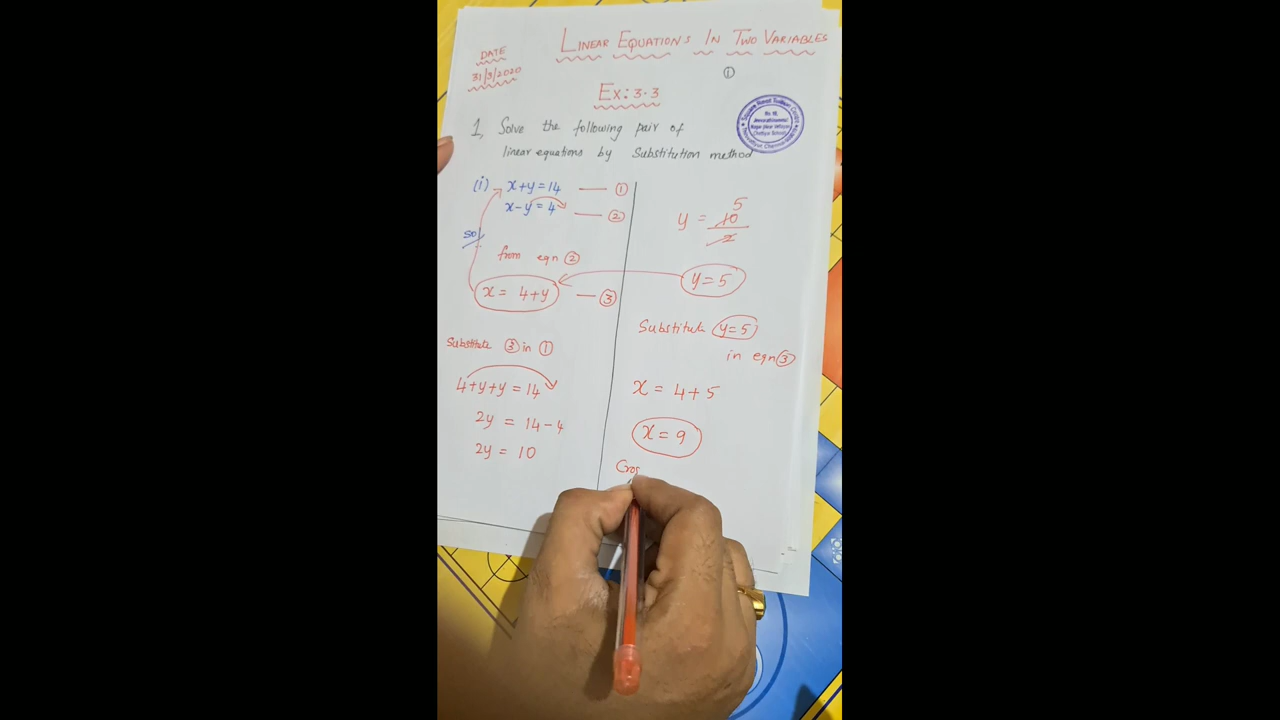 LINEAR EQUATIONS IN TWO VARIABLES
DATE
31/3/2020
①
Ex: 3.3
1, Solve the following pair of
linear equations by Substitution method
(i) x+y=14 —— ①
x-y=4 —— ②
Sol
from eqn ②
x = 4+y —— ③
Substitute ③ in ①
4+y+y=14
2y = 14-4
2y = 10
y = 10/2 5
y=5
Substitute y=5
in eqn ③
x = 4+5
x = 9
Cros